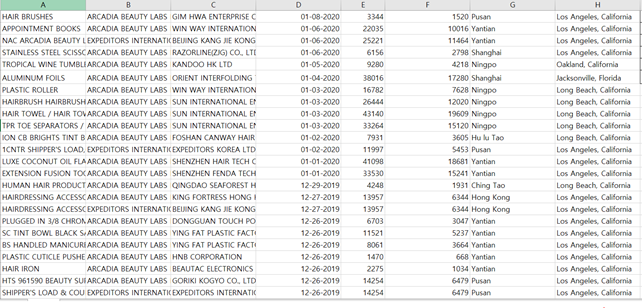 A B C D E F G H
HAIR BRUSHES ARCADIA BEAUTY LABS GIM HWA ENTERPRISE C 01-08-2020 3344 1520 Pusan Los Angeles, California
APPOINTMENT BOOKS ARCADIA BEAUTY LABS WIN WAY INTERNATION 01-06-2020 22035 10016 Yantian Los Angeles, California
NAC ARCADIA BEAUTY L EXPEDITORS INTERNATIC BEIJING KANG JIE KONG 01-06-2020 25221 11464 Yantian Los Angeles, California
STAINLESS STEEL SCISSC ARCADIA BEAUTY LABS RAZORLINE(ZJG) CO., LTD 01-06-2020 6156 2798 Shanghai Los Angeles, California
TROPICAL WINE TUMBL ARCADIA BEAUTY LABS KANDOO HK LTD 01-05-2020 9280 4218 Ningpo Oakland, California
ALUMINUM FOILS ARCADIA BEAUTY LABS ORIENT INTERFOLDING 01-04-2020 38016 17280 Shanghai Jacksonville, Florida
PLASTIC ROLLER ARCADIA BEAUTY LABS WIN WAY INTERNATION 01-03-2020 16782 7628 Ningpo Long Beach, California
HAIRBRUSH HAIRBRUSH ARCADIA BEAUTY LABS SUN INTERNATIONAL EN 01-03-2020 26444 12020 Ningpo Long Beach, California
HAIR TOWEL / HAIR TOV ARCADIA BEAUTY LABS SUN INTERNATIONAL EN 01-03-2020 43140 19609 Ningpo Long Beach, California
TPR TOE SEPARATORS / ARCADIA BEAUTY LABS SUN INTERNATIONAL EN 01-03-2020 33264 15120 Ningpo Long Beach, California
ION CB BRIGHTS TINT B ARCADIA BEAUTY LABS FOSHAN CANWAY HAIR 01-02-2020 7931 3605 Hu lu Tao Long Beach, California
1CNTR SHIPPER'S LOAD, EXPEDITORS INTERNATIC EXPEDITORS KOREA LTD 01-02-2020 11997 5453 Pusan Los Angeles, California
LUXE COCONUT OIL FLA ARCADIA BEAUTY LABS SHENZHEN HAIR TECH C 01-01-2020 41098 18681 Yantian Los Angeles, California
EXTENSION FUSION TO ARCADIA BEAUTY LABS SHENZHEN FENDA TECH 01-01-2020 33530 15241 Yantian Los Angeles, California
HUMAN HAIR PRODUCT ARCADIA BEAUTY LABS QINGDAO SEAFOREST H 12-29-2019 4248 1931 Ching Tao Long Beach, California
HAIRDRESSING ACCESSC ARCADIA BEAUTY LABS KING FORTRESS HONG 12-27-2019 13957 6344 Hong Kong Los Angeles, California
HAIRDRESSING ACCESSC EXPEDITORS INTERNATIC BEIJING KANG JIE KONG 12-27-2019 13957 6344 Hong Kong Los Angeles, California
PLUGGED IN 3/8 CHROM ARCADIA BEAUTY LABS DONGGUAN TOUCH PO 12-26-2019 6703 3047 Yantian Los Angeles, California
SC TINT BOWL BLACK S ARCADIA BEAUTY LABS YING FAT PLASTIC FACT 12-26-2019 11521 5237 Yantian Los Angeles, California
BS HANDLED MANICURI ARCADIA BEAUTY LABS YING FAT PLASTIC FACT 12-26-2019 8061 3664 Yantian Los Angeles, California
PLASTIC CUTICLE PUSHE ARCADIA BEAUTY LABS HNB CORPORATION 12-26-2019 1470 668 Yantian Los Angeles, California
HAIR IRON ARCADIA BEAUTY LABS BEAUTAC ELECTRONICS 12-26-2019 2275 1034 Yantian Los Angeles, California
HTS 961590 BEAUTY SUI ARCADIA BEAUTY LABS GORIKI KOGYO CO., LTD 12-26-2019 14254 6479 Pusan Los Angeles, California
SHIPPER'S LOAD & COU EXPEDITORS INTERNATIC EXPEDITORS INTERNATIC 12-26-2019 14254 6479 Pusan Los Angeles, California